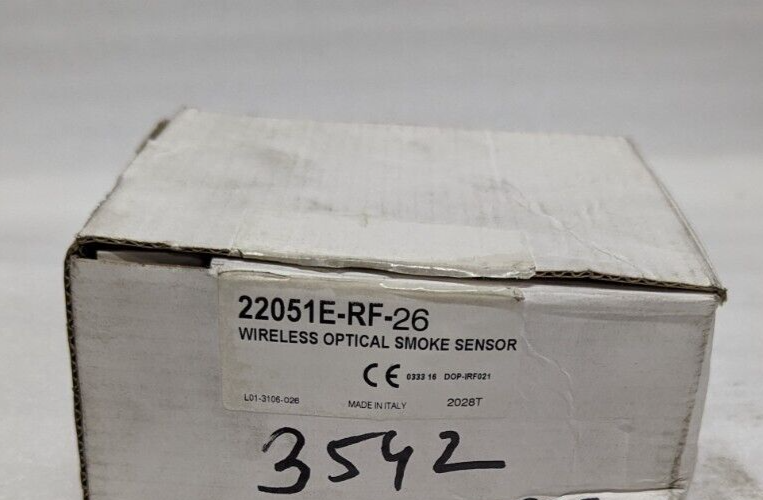 22051E-RF-26
WIRELESS OPTICAL SMOKE SENSOR
CE 0333 16 DOP-IRF021
L01-3106-026 MADE IN ITALY 2028T
3542